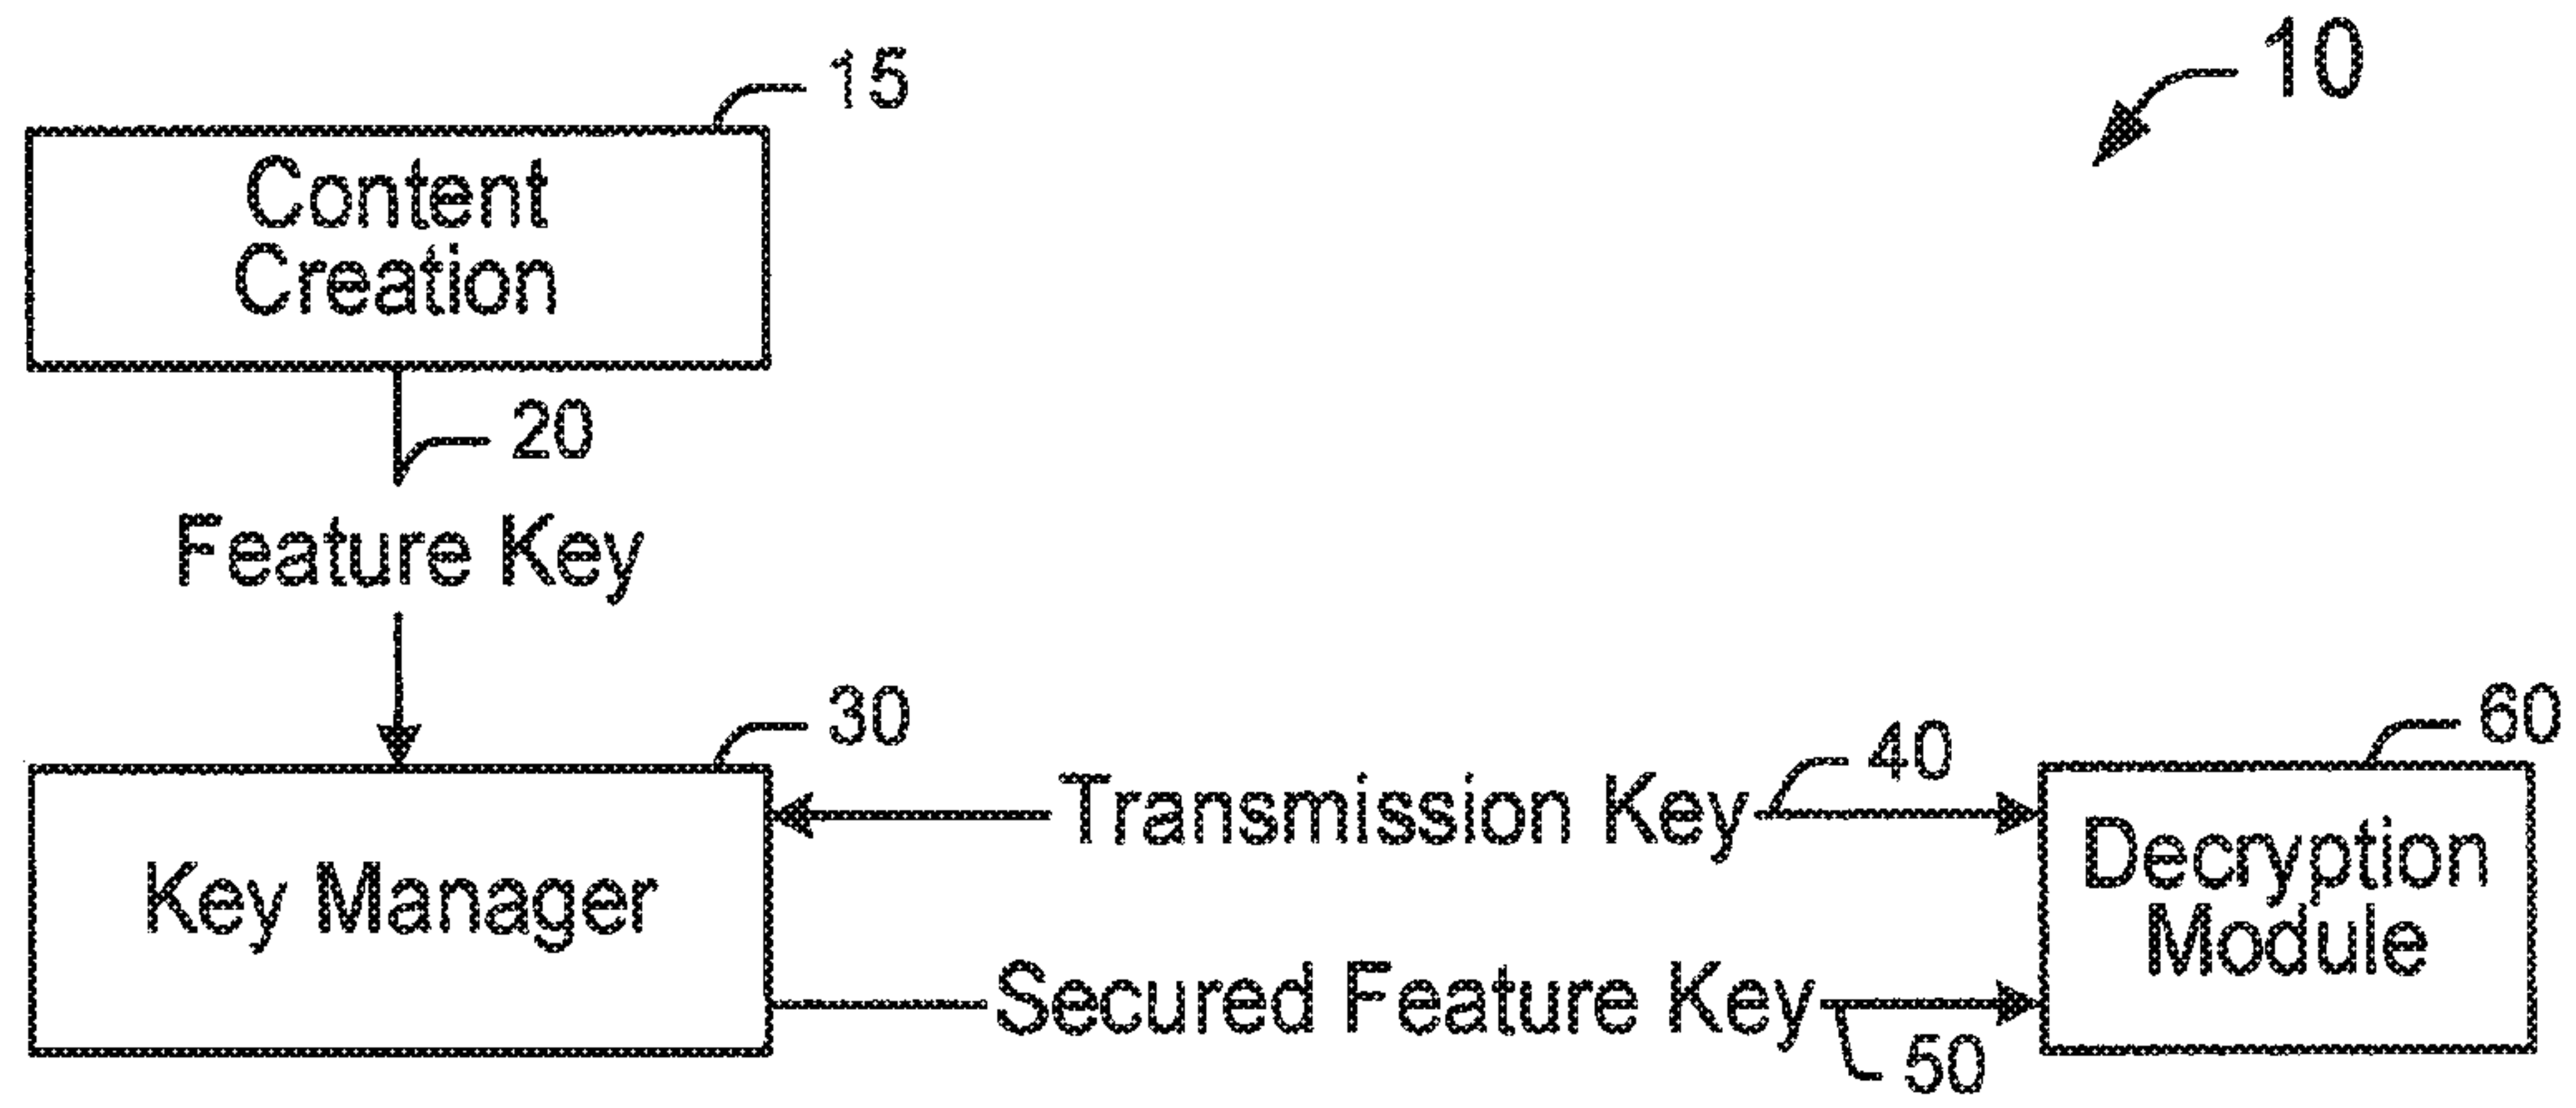 10
15
Content
Creation
20
Feature Key
30
Key Manager
Transmission Key
40
Secured Feature Key
50
60
Decryption
Module